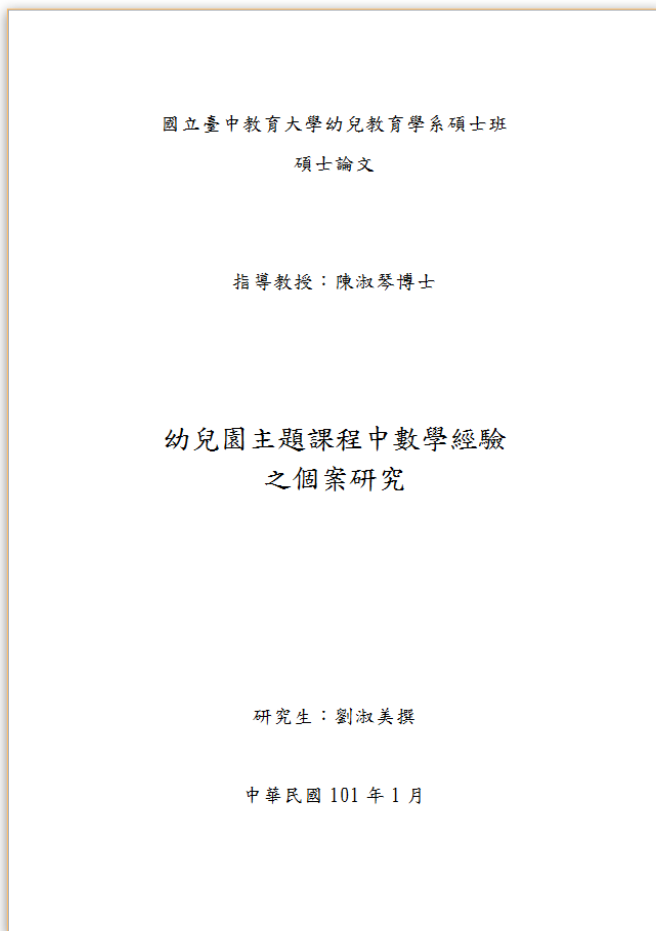 國立臺中教育大學幼兒教育學系碩士班
碩士論文
指導教授：陳淑琴博士
幼兒園主題課程中數學經驗
之個案研究
研究生：劉淑美撰
中華民國 101 年 1 月